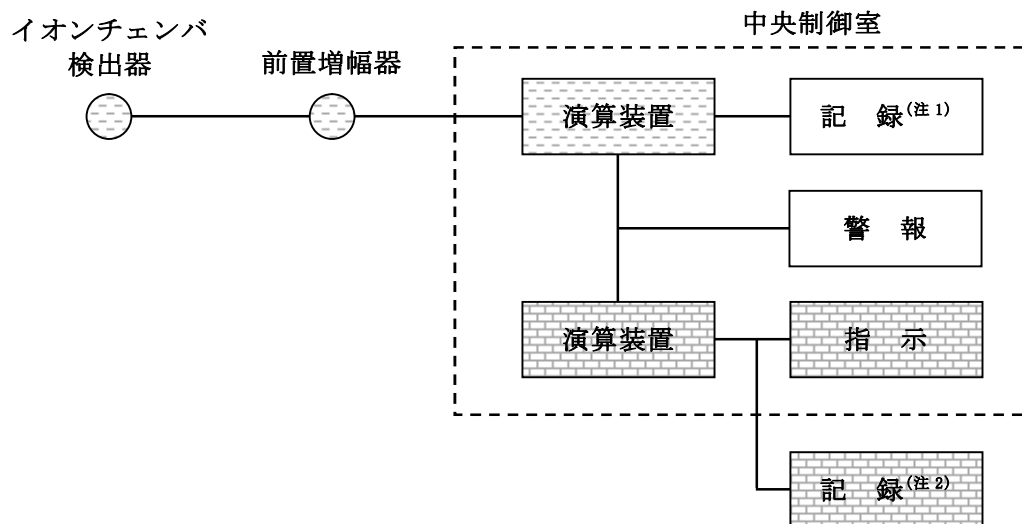 中央制御室
イオンチェンバ
検出器
前置増幅器
演算装置
記 録(注1)
警 報
演算装置
指 示
記 録(注2)